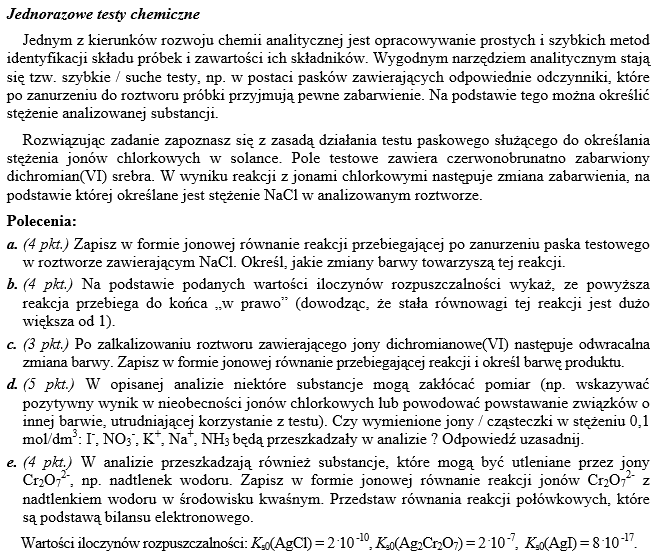 Jednorazowe testy chemiczne
Jednym z kierunków rozwoju chemii analitycznej jest opracowywanie prostych i szybkich metod
identyfikacji składu próbek i zawartości ich składników. Wygodnym narzędziem analitycznym stają
się tzw. szybkie / suche testy, np. w postaci pasków zawierających odpowiednie odczynniki, które
po zanurzeniu do roztworu próbki przyjmują pewne zabarwienie. Na podstawie tego można określić
stężenie analizowanej substancji.
Rozwiązując zadanie zapoznasz się z zasadą działania testu paskowego służącego do określania
stężenia jonów chlorkowych w solance. Pole testowe zawiera czerwonobrunatno zabarwiony
dichromian(VI) srebra. W wyniku reakcji z jonami chlorkowymi następuje zmiana zabarwienia, na
podstawie której określane jest stężenie NaCl w analizowanym roztworze.
Polecenia:
a. (4 pkt.) Zapisz w formie jonowej równanie reakcji przebiegającej po zanurzeniu paska testowego
w roztworze zawierającym NaCl. Określ, jakie zmiany barwy towarzyszą tej reakcji.
b. (4 pkt.) Na podstawie podanych wartości iloczynów rozpuszczalności wykaż, ze powyższa
reakcja przebiega do końca „w prawo” (dowodząc, że stała równowagi tej reakcji jest dużo
większa od 1).
c. (3 pkt.) Po zalkalizowaniu roztworu zawierającego jony dichromianowe(VI) następuje odwracalna
zmiana barwy. Zapisz w formie jonowej równanie przebiegającej reakcji i określ barwę produktu.
d. (5 pkt.) W opisanej analizie niektóre substancje mogą zakłócać pomiar (np. wskazywać
pozytywny wynik w nieobecności jonów chlorkowych lub powodować powstawanie związków o
innej barwie, utrudniającej korzystanie z testu). Czy wymienione jony / cząsteczki w stężeniu 0,1
mol/dm³: I⁻, NO₃⁻, K⁺, Na⁺, NH₃ będą przeszkadzały w analizie ? Odpowiedź uzasadnij.
e. (4 pkt.) W analizie przeszkadzają również substancje, które mogą być utleniane przez jony
Cr₂O₇²⁻, np. nadtlenek wodoru. Zapisz w formie jonowej równanie reakcji jonów Cr₂O₇²⁻ z
nadtlenkiem wodoru w środowisku kwaśnym. Przedstaw równania reakcji połówkowych, które
są podstawą bilansu elektronowego.
Wartości iloczynów rozpuszczalności: Kₛ₀(AgCl) = 2·10⁻¹⁰, Kₛ₀(Ag₂Cr₂O₇) = 2·10⁻⁷, Kₛ₀(AgI) = 8·10⁻¹⁷.